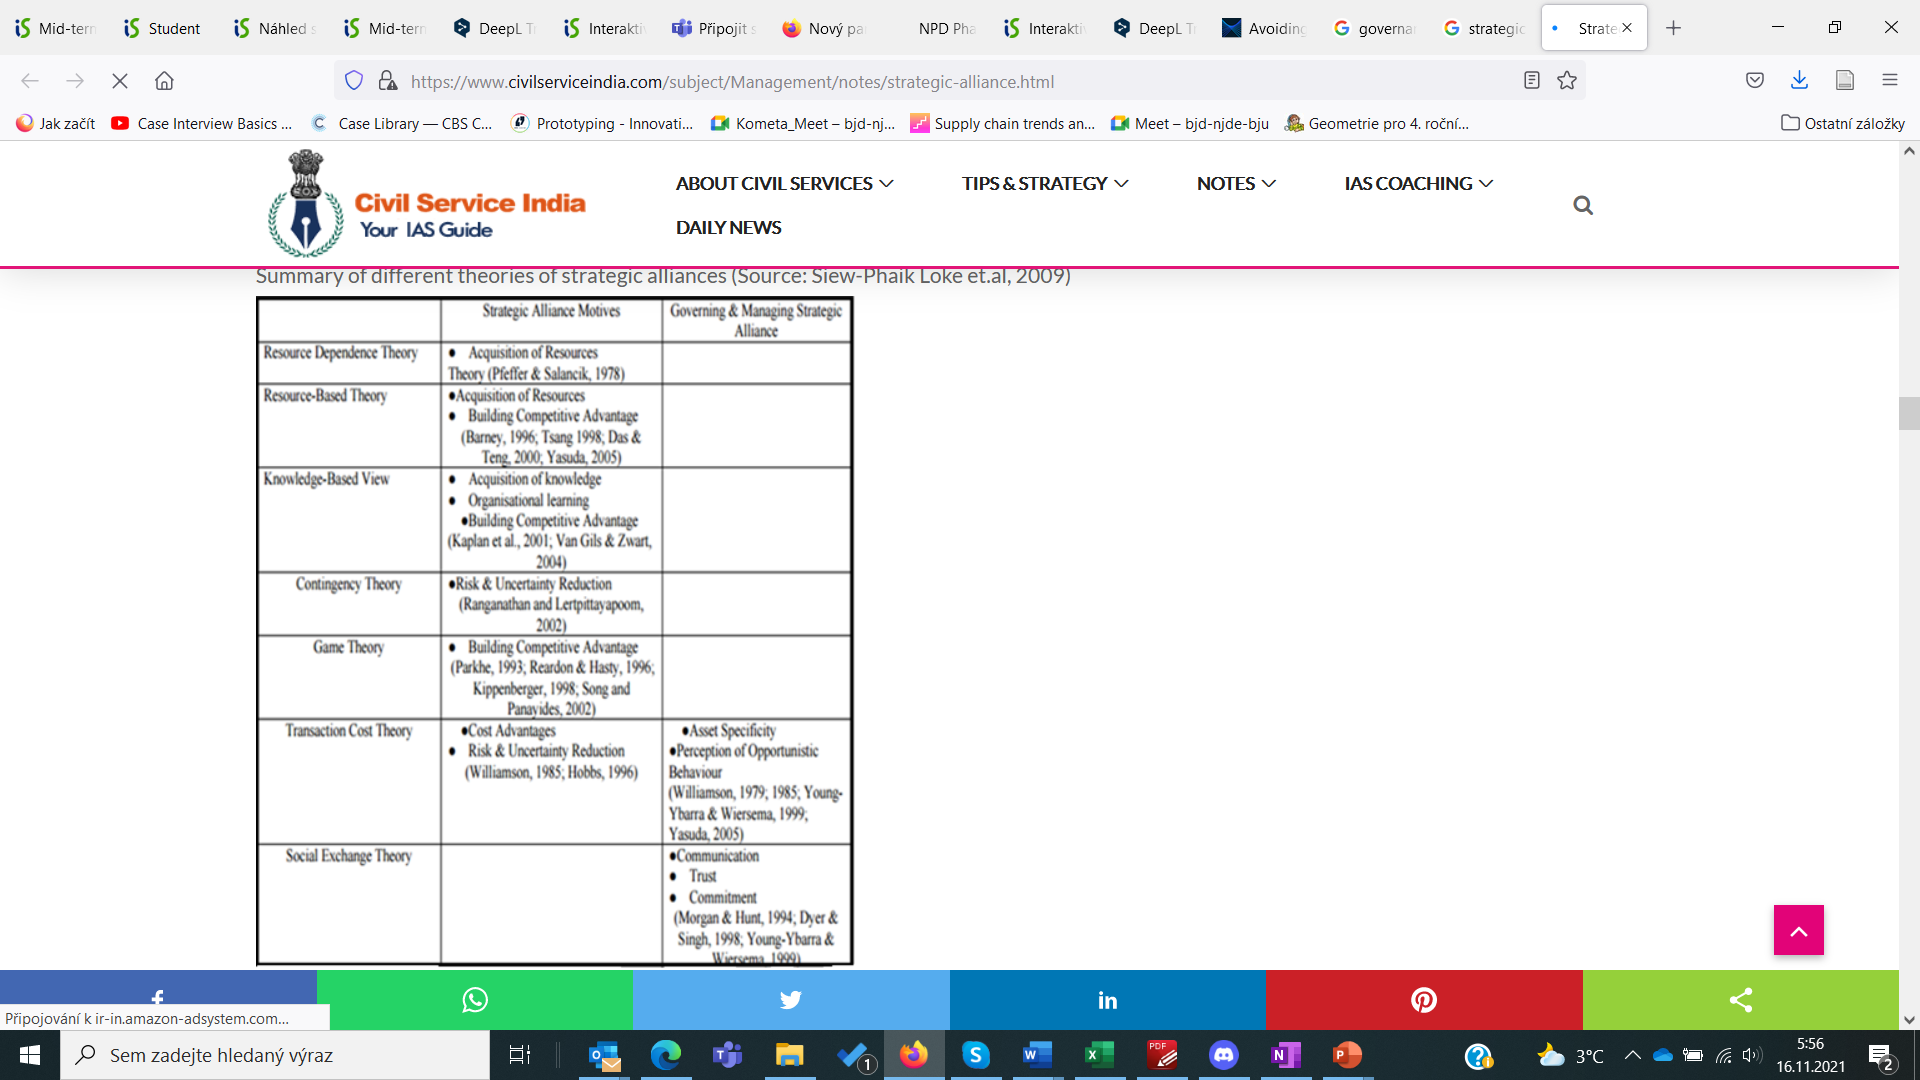 Mid-term
Student
Náhled s
Mid-term
DeepL Tr
Interakti
Připojit s
Nový pa
NPD Pha
Interaktiv
DeepL Tr
Avoiding
governan
strategic
Strate
https://www.civilserviceindia.com/subject/Management/notes/strategic-alliance.html
Jak začít
Case Interview Basics ...
Case Library — CBS C...
Prototyping - Innovati...
Kometa_Meet – bjd-nj...
Supply chain trends an...
Meet – bjd-njde-bju
Geometrie pro 4. roční...
Ostatní záložky
Civil Service India
Your IAS Guide
ABOUT CIVIL SERVICES
TIPS & STRATEGY
NOTES
IAS COACHING
DAILY NEWS
Summary of different theories of strategic alliances (Source: Siew-Phaik Loke et.al, 2009)
Strategic Alliance Motives
Governing & Managing Strategic
Alliance
Resource Dependence Theory
● Acquisition of Resources
Theory (Pfeffer & Salancik, 1978)
Resource-Based Theory
●Acquisition of Resources
● Building Competitive Advantage
(Barney, 1996; Tsang 1998; Das &
Teng, 2000; Yasuda, 2005)
Knowledge-Based View
● Acquisition of knowledge
● Organisational learning
●Building Competitive Advantage
(Kaplan et al., 2001; Van Gils & Zwart,
2004)
Contingency Theory
●Risk & Uncertainty Reduction
(Ranganathan and Lertpittayapoom,
2002)
Game Theory
● Building Competitive Advantage
(Parkhe, 1993; Reardon & Hasty, 1996;
Kippenberger, 1998; Song and
Panayides, 2002)
Transaction Cost Theory
●Cost Advantages
● Risk & Uncertainty Reduction
(Williamson, 1985; Hobbs, 1996)
●Asset Specificity
●Perception of Opportunistic
Behaviour
(Williamson, 1979; 1985; Young-
Ybarra & Wiersema, 1999;
Yasuda, 2005)
Social Exchange Theory
●Communication
● Trust
● Commitment
(Morgan & Hunt, 1994; Dyer &
Singh, 1998; Young-Ybarra &
Wiersema, 1999)
Připojování k ir-in.amazon-adsystem.com...
Sem zadejte hledaný výraz
1
PDF
3°C
5:56
16.11.2021
2